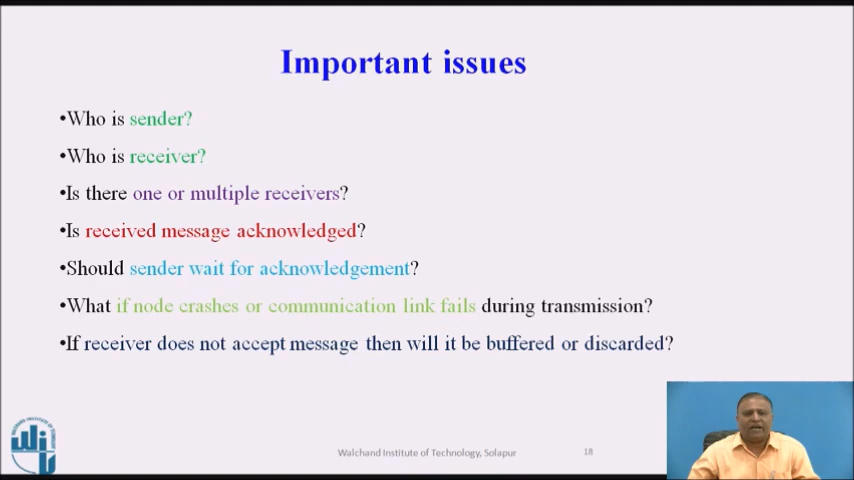 Important issues
•Who is sender?
•Who is receiver?
•Is there one or multiple receivers?
•Is received message acknowledged?
•Should sender wait for acknowledgement?
•What if node crashes or communication link fails during transmission?
•If receiver does not accept message then will it be buffered or discarded?
Walchand Institute of Technology, Solapur
18